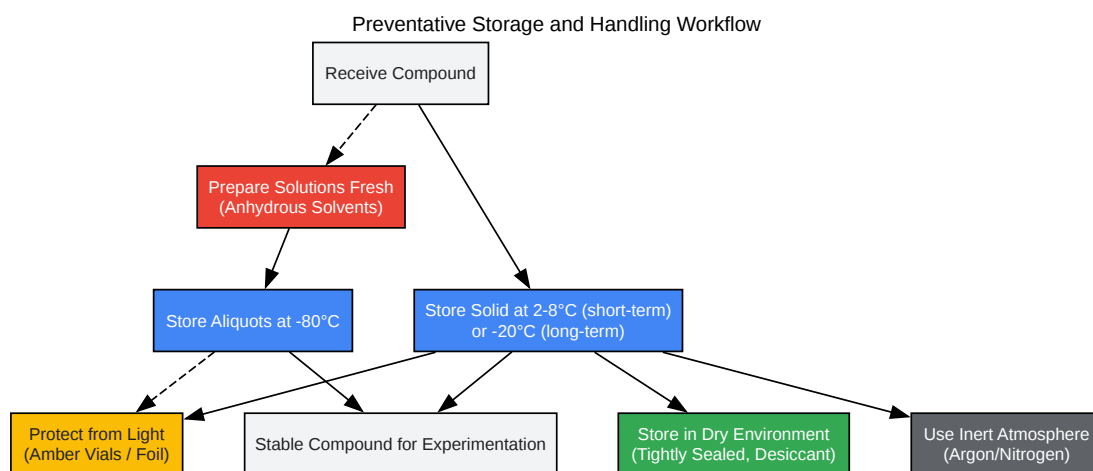 Preventative Storage and Handling Workflow
Receive Compound
Prepare Solutions Fresh
(Anhydrous Solvents)
Store Aliquots at -80°C
Store Solid at 2-8°C (short-term)
or -20°C (long-term)
Protect from Light
(Amber Vials / Foil)
Stable Compound for Experimentation
Store in Dry Environment
(Tightly Sealed, Desiccant)
Use Inert Atmosphere
(Argon/Nitrogen)